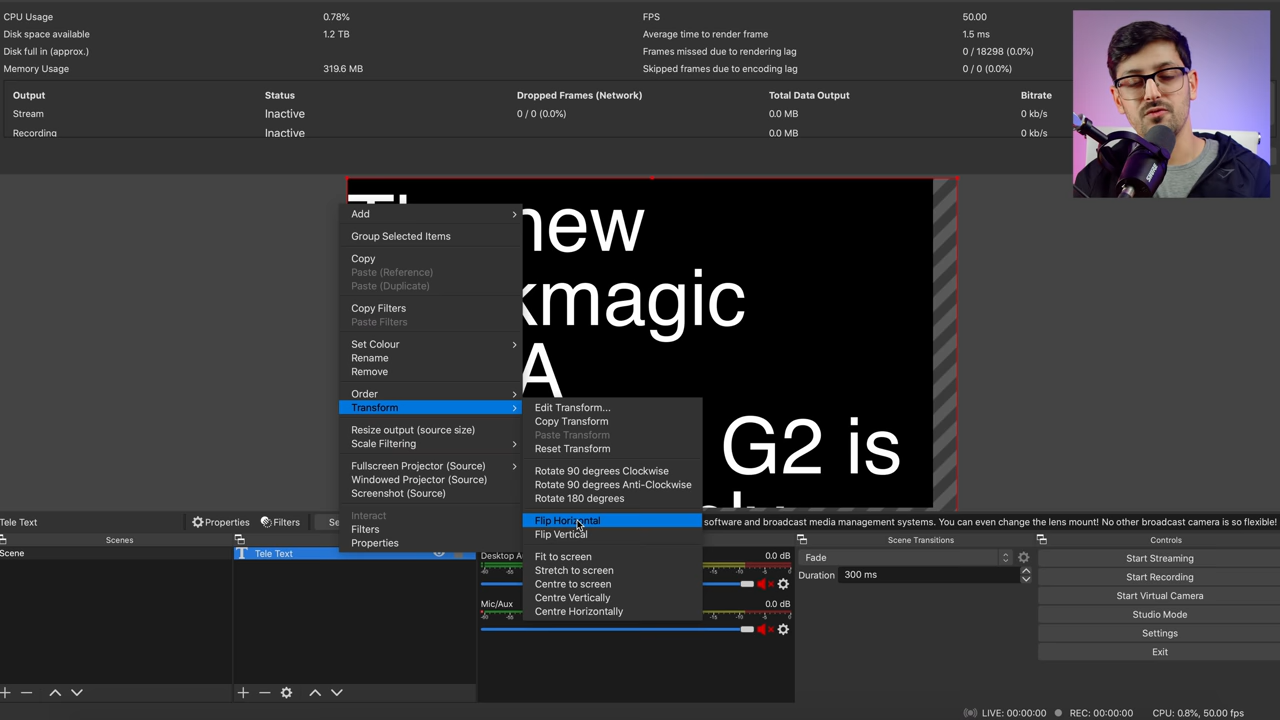 CPU Usage 0.78% FPS 50.00
Disk space available 1.2 TB Average time to render frame 1.5 ms
Disk full in (approx.) Frames missed due to rendering lag 0 / 18298 (0.0%)
Memory Usage 319.6 MB Skipped frames due to encoding lag 0 / 0 (0.0%)
Output Status Dropped Frames (Network) Total Data Output Bitrate
Stream Inactive 0 / 0 (0.0%) 0.0 MB 0 kb/s
Recording Inactive 0.0 MB 0 kb/s
new
kmagic
A
G2 is
Add
Group Selected Items
Copy
Paste (Reference)
Paste (Duplicate)
Copy Filters
Paste Filters
Set Colour
Rename
Remove
Order
Transform
Resize output (source size)
Scale Filtering
Fullscreen Projector (Source)
Windowed Projector (Source)
Screenshot (Source)
Interact
Filters
Properties
Edit Transform...
Copy Transform
Paste Transform
Reset Transform
Rotate 90 degrees Clockwise
Rotate 90 degrees Anti-Clockwise
Rotate 180 degrees
Flip Horizontal
Flip Vertical
Fit to screen
Stretch to screen
Centre to screen
Centre Vertically
Centre Horizontally
Tele Text Properties Filters Se software and broadcast media management systems. You can even change the lens mount! No other broadcast camera is so flexible!
Scenes Scene Transitions Controls
Scene
Tele Text
Desktop A 0.0 dB
Mic/Aux 0.0 dB
Fade
Duration 300 ms
Start Streaming
Start Recording
Start Virtual Camera
Studio Mode
Settings
Exit
LIVE: 00:00:00 REC: 00:00:00 CPU: 0.8%, 50.00 fps